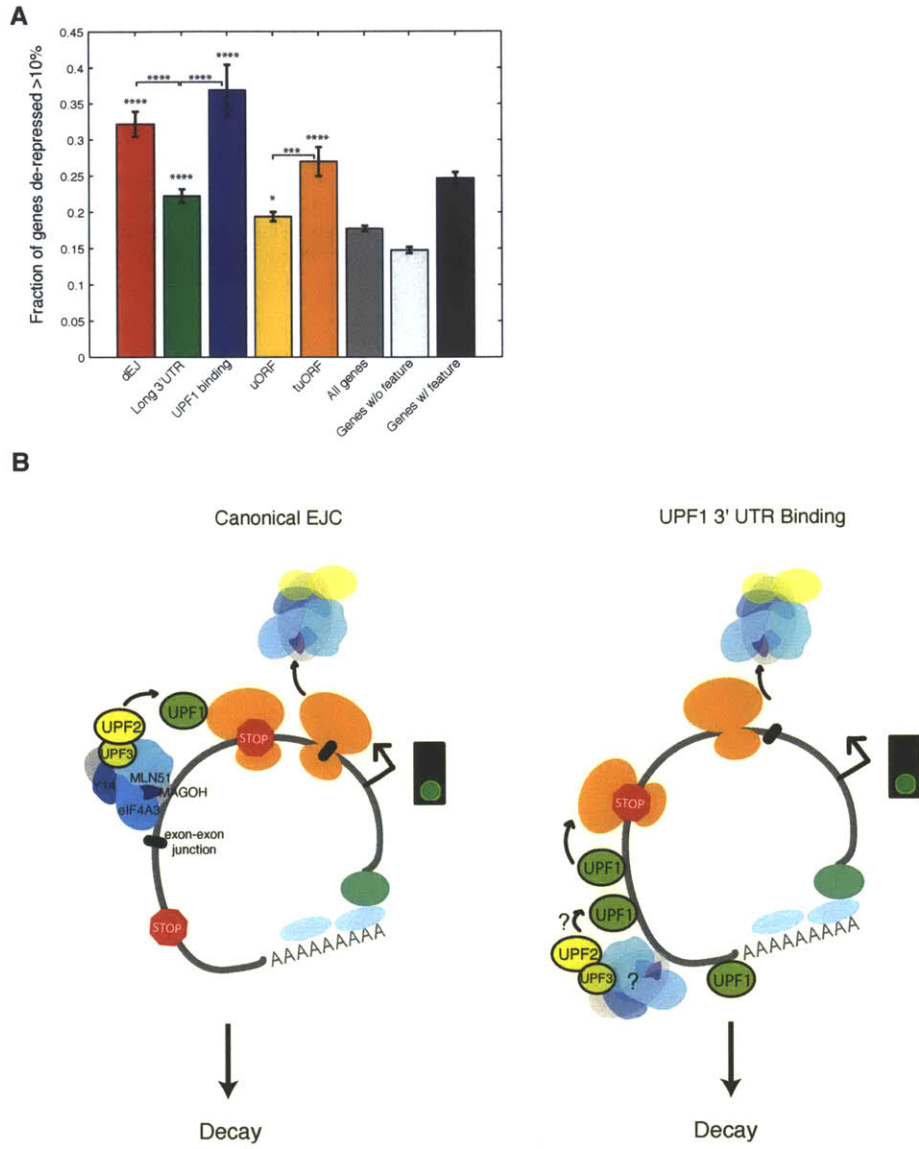 A
Fraction of genes de-repressed >10%
0.45
0.4
0.35
0.3
0.25
0.2
0.15
0.1
0.05
0
****
****
****
****
****
***
****
*
dEJ
Long 3'UTR
UPF1 binding
uORF
tuORF
All genes
Genes w/o feature
Genes w/ feature
B
Canonical EJC
UPF1 3' UTR Binding
UPF2
UPF1
STOP
UPF3
MLN51
MAGOH
eIF4A3
exon-exon
junction
STOP
AAAAAAAAA
Decay
STOP
UPF1
UPF1
?
UPF2
UPF3
?
UPF1
AAAAAAAAA
Decay